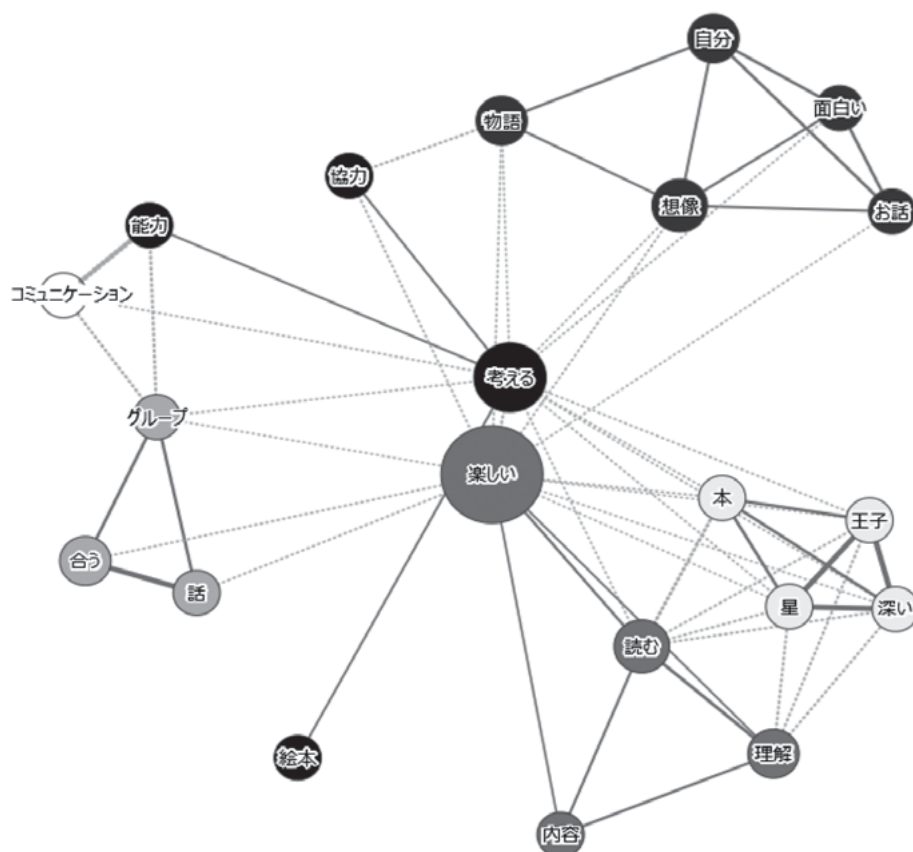 自分
面白い
物語
協力
想像
お話
能力
コミュニケーション
考える
グループ
楽しい
本
王子
合う
話
星
深い
読む
絵本
理解
内容